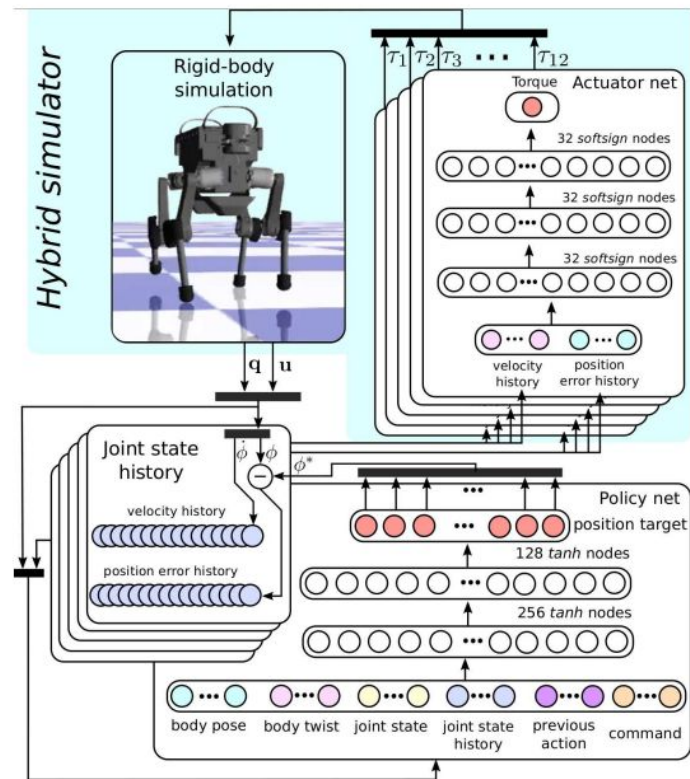 Hybrid simulator
Rigid-body
simulation
τ1 τ2 τ3 ... τ12
Actuator net
Torque
32 softsign nodes
32 softsign nodes
32 softsign nodes
velocity
history
position
error history
q u
Joint state
history
ϕ̇ ϕ ϕ*
−
velocity history
position error history
Policy net
position target
128 tanh nodes
256 tanh nodes
body pose
body twist
joint state
joint state
history
previous
action
command